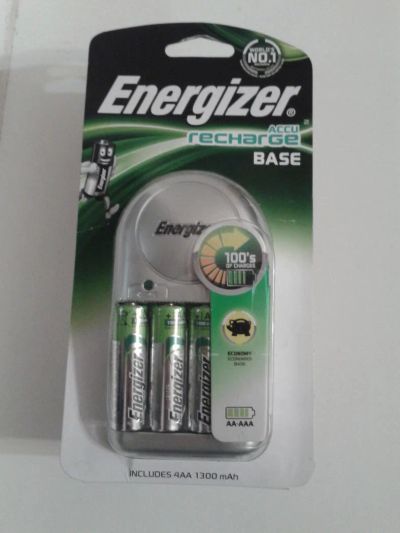 WORLD'S
NO.1
Energizer®
ACCU
recharge
BASE
Energizer
100's
OF CHARGES
ECONOMY
BASE
AA-AAA
Energizer
Energizer
Energizer
INCLUDES 4AA 1300 mAh